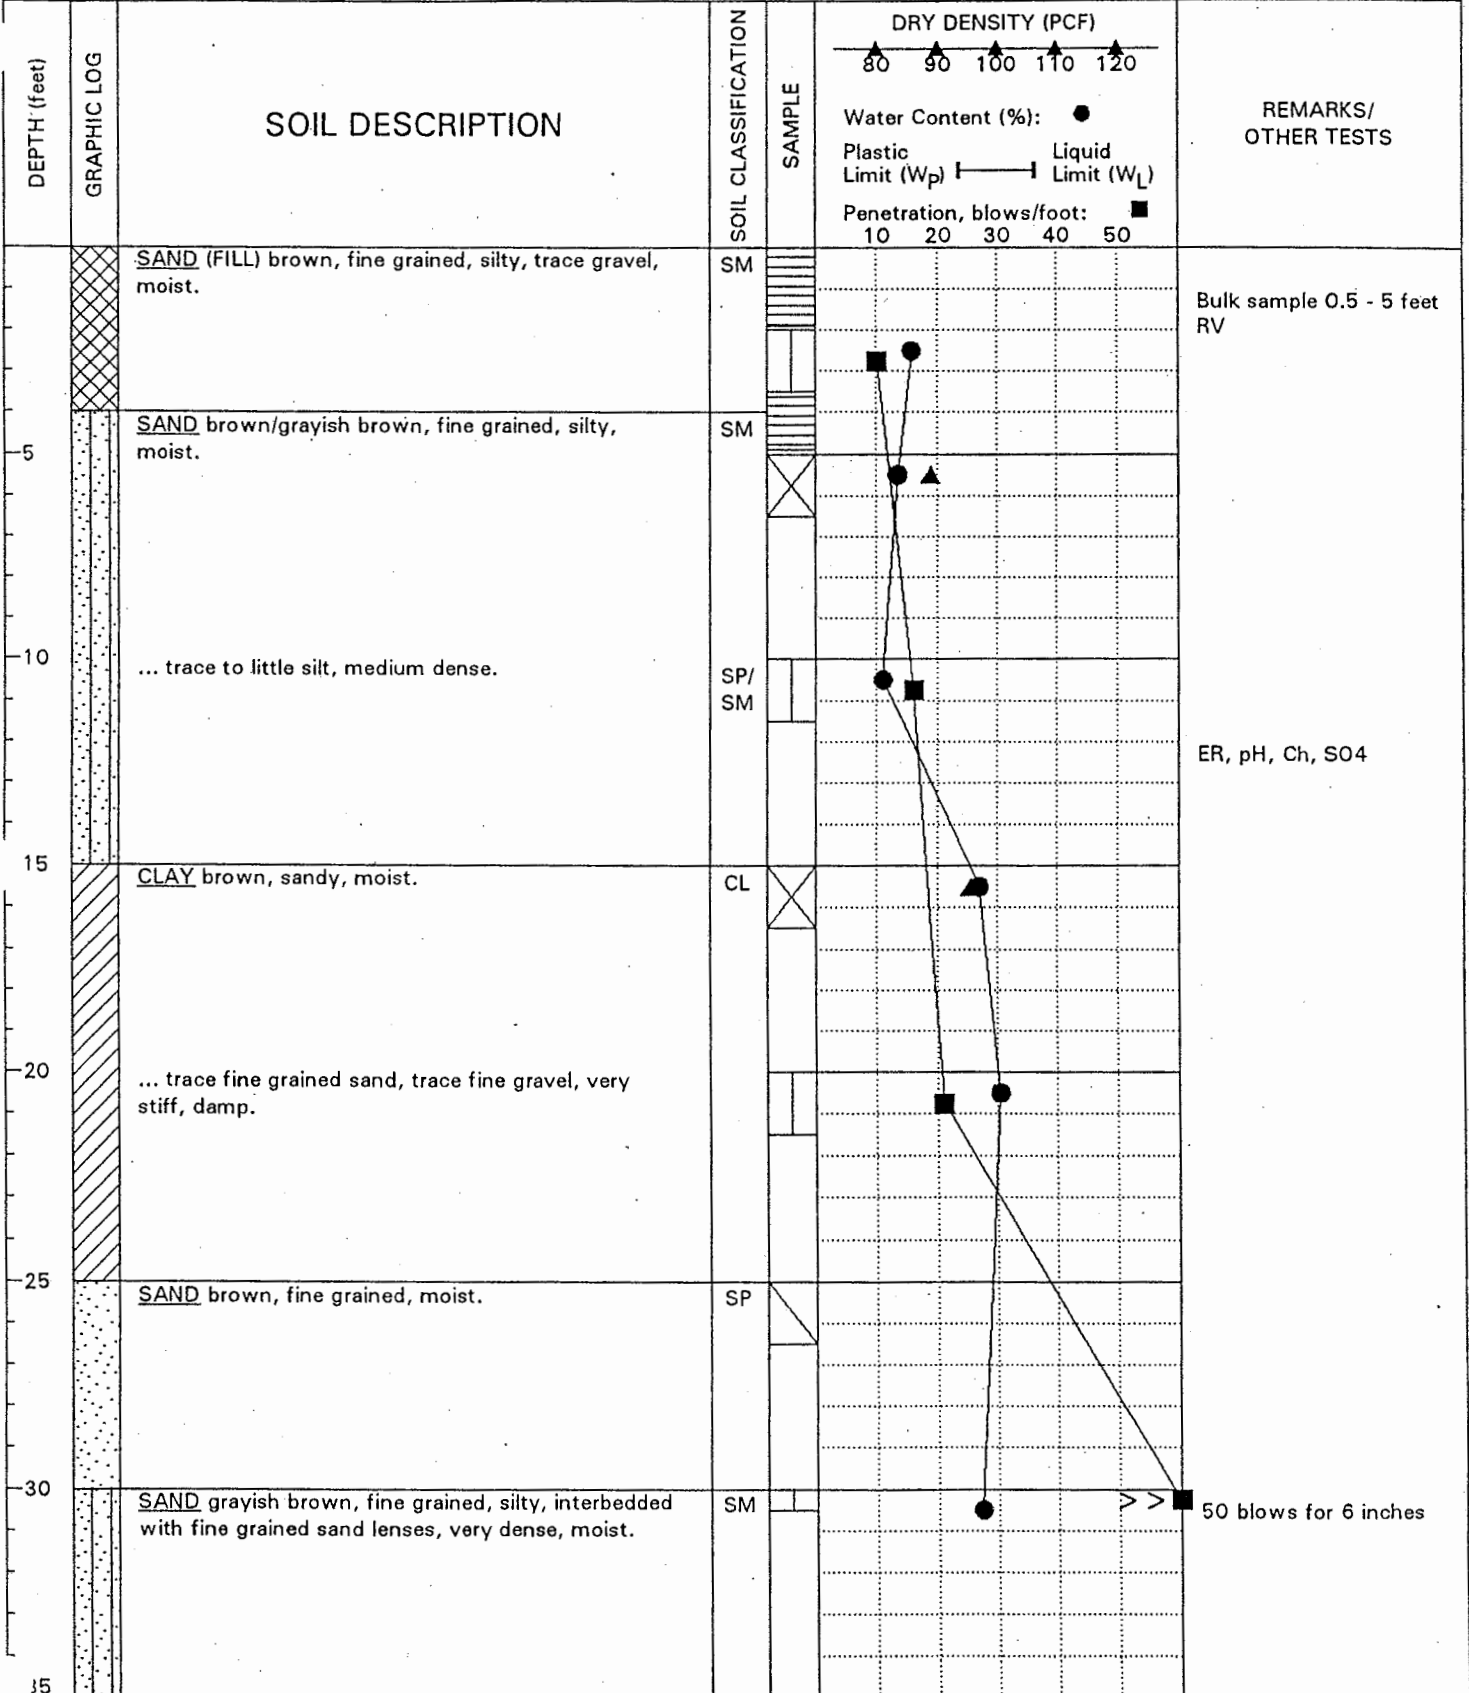 DEPTH (feet)
GRAPHIC LOG
SOIL DESCRIPTION
SOIL CLASSIFICATION
SAMPLE
DRY DENSITY (PCF)
80 90 100 110 120
Water Content (%):
Plastic Limit (WP)
Liquid Limit (WL)
Penetration, blows/foot:
10 20 30 40 50
REMARKS/
OTHER TESTS
SAND (FILL) brown, fine grained, silty, trace gravel,
moist.
SM
Bulk sample 0.5 - 5 feet
RV
SAND brown/grayish brown, fine grained, silty,
moist.
SM
5
10
... trace to little silt, medium dense.
SP/
SM
ER, pH, Ch, SO4
15
CLAY brown, sandy, moist.
CL
20
... trace fine grained sand, trace fine gravel, very
stiff, damp.
25
SAND brown, fine grained, moist.
SP
30
SAND grayish brown, fine grained, silty, interbedded
with fine grained sand lenses, very dense, moist.
SM
> >
50 blows for 6 inches
35